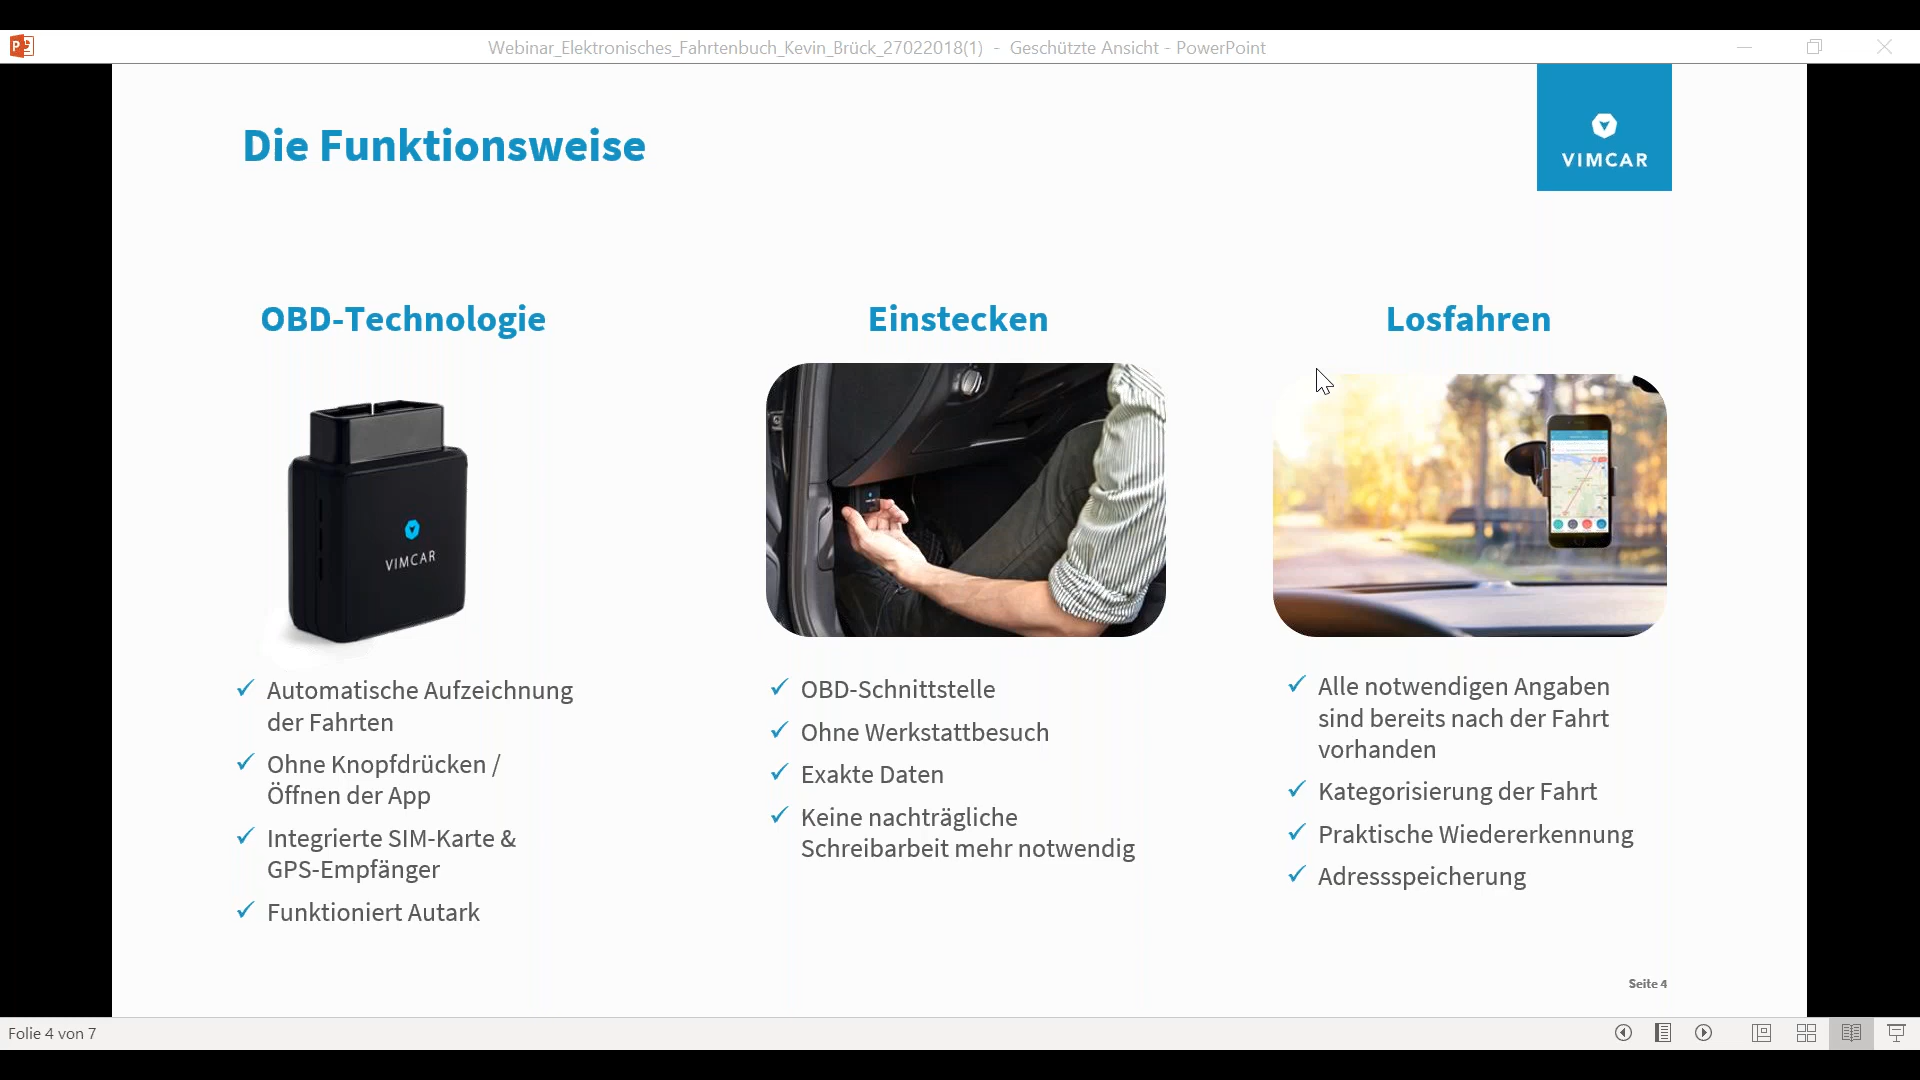 Webinar_Elektronisches_Fahrtenbuch_Kevin_Brück_27022018(1) - Geschützte Ansicht - PowerPoint
Die Funktionsweise
VIMCAR
OBD-Technologie
Einstecken
Losfahren
VIMCAR
Automatische Aufzeichnung
der Fahrten
Ohne Knopfdrücken /
Öffnen der App
Integrierte SIM-Karte &
GPS-Empfänger
Funktioniert Autark
OBD-Schnittstelle
Ohne Werkstattbesuch
Exakte Daten
Keine nachträgliche
Schreibarbeit mehr notwendig
Alle notwendigen Angaben
sind bereits nach der Fahrt
vorhanden
Kategorisierung der Fahrt
Praktische Wiedererkennung
Adressspeicherung
Seite 4
Folie 4 von 7